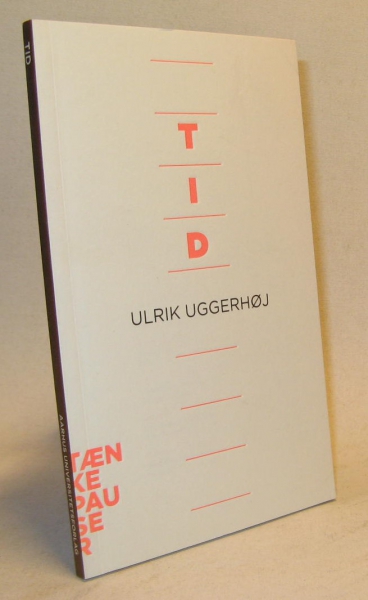 TID
T
I
D
ULRIK UGGERHØJ
TÆN
KE
PAU
SE
R
AARHUS UNIVERSITETSFORLAG